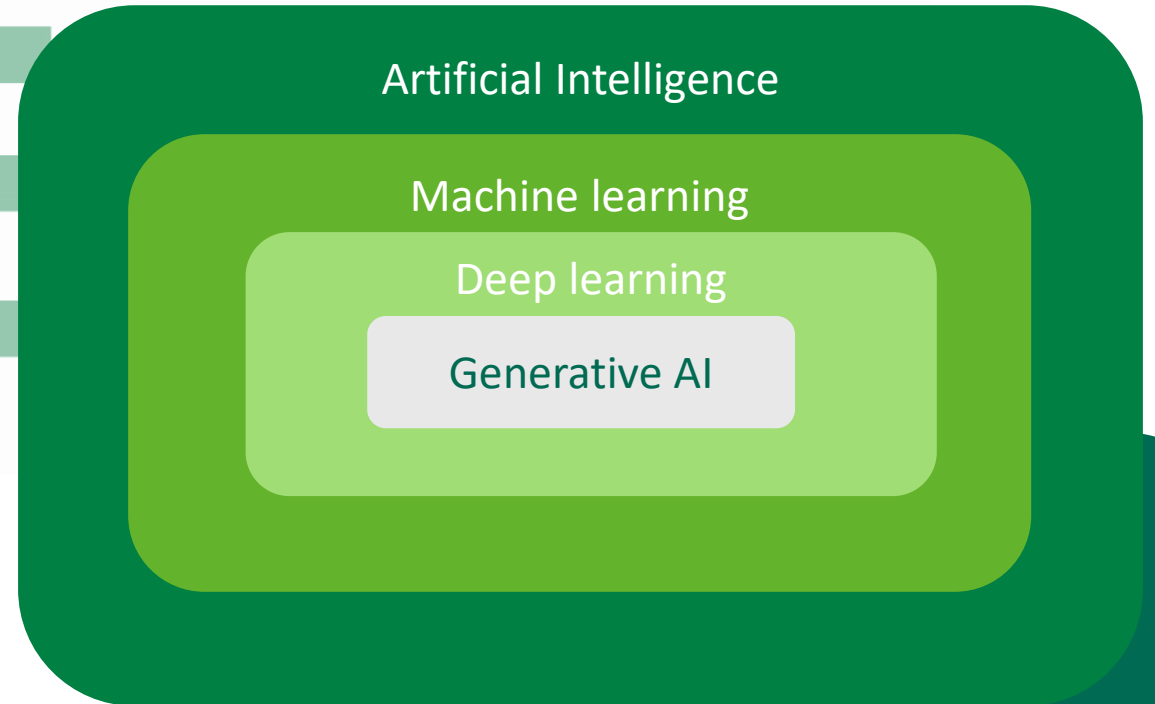 Artificial Intelligence
Machine learning
Deep learning
Generative AI